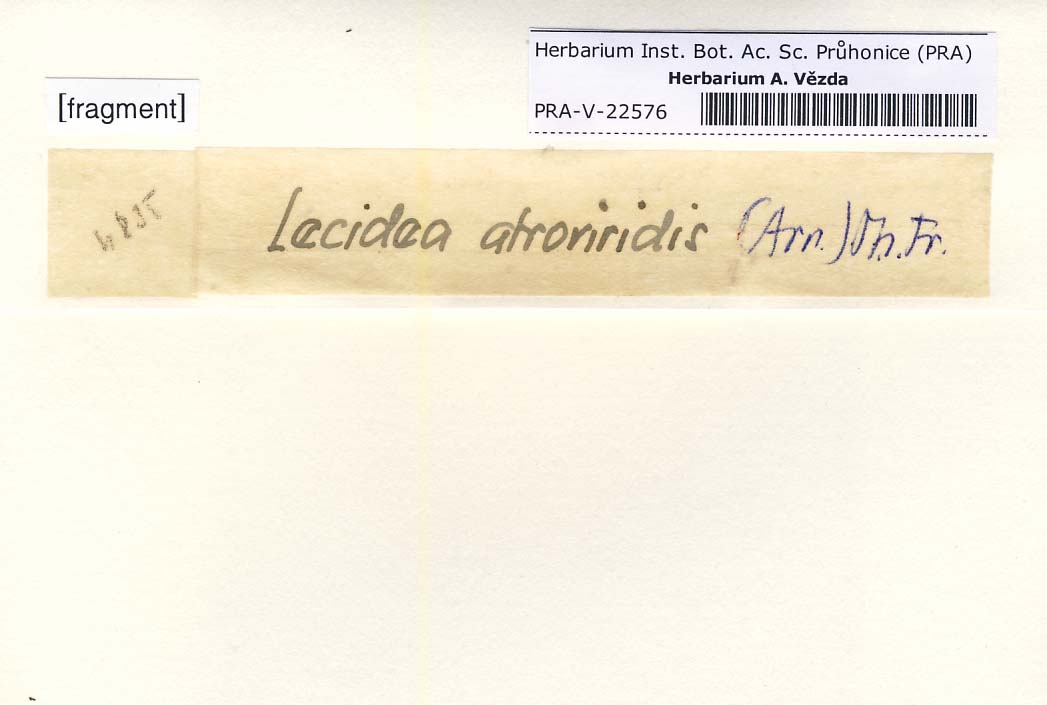 Herbarium Inst. Bot. Ac. Sc. Průhonice (PRA)
Herbarium A. Vězda
PRA-V-22576
[fragment]
Lecidea atroviridis (Arn.) Th. Fr.